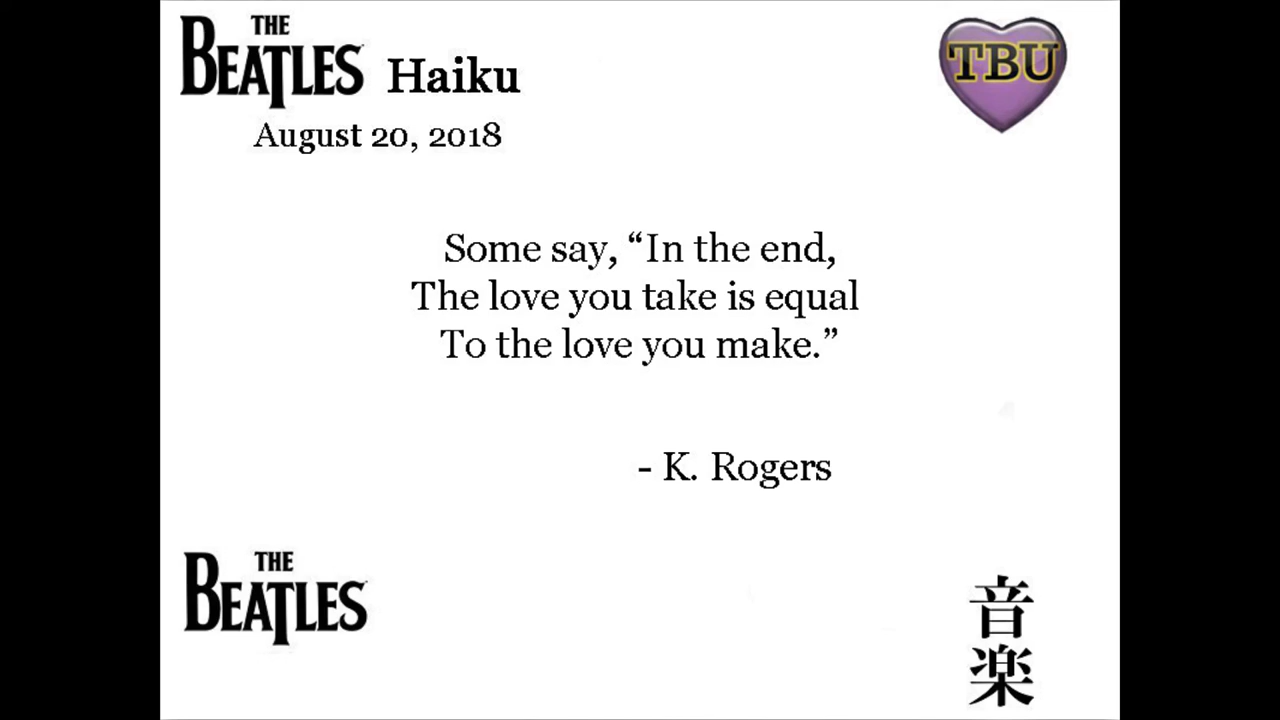 THE
BEATLES Haiku
August 20, 2018
TBU
Some say, “In the end,
The love you take is equal
To the love you make.”
- K. Rogers
THE
BEATLES
音
楽